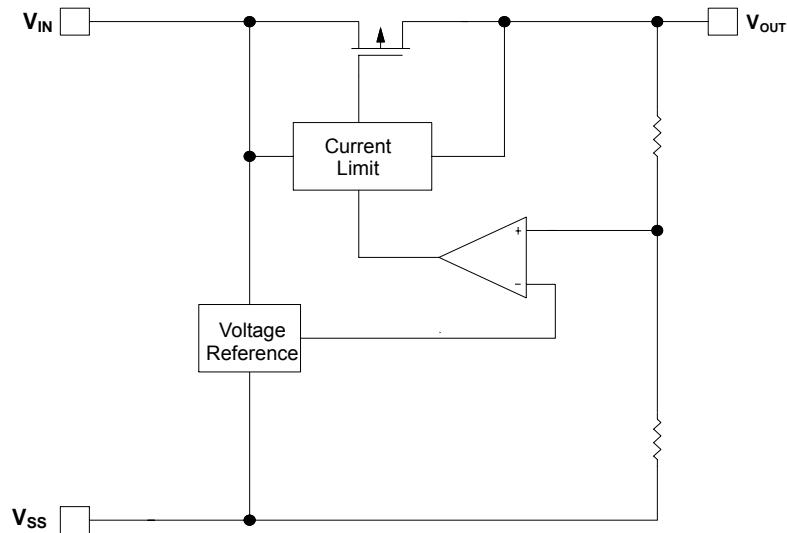 VIN
VOUT
Current
Limit
+
−
Voltage
Reference
VSS